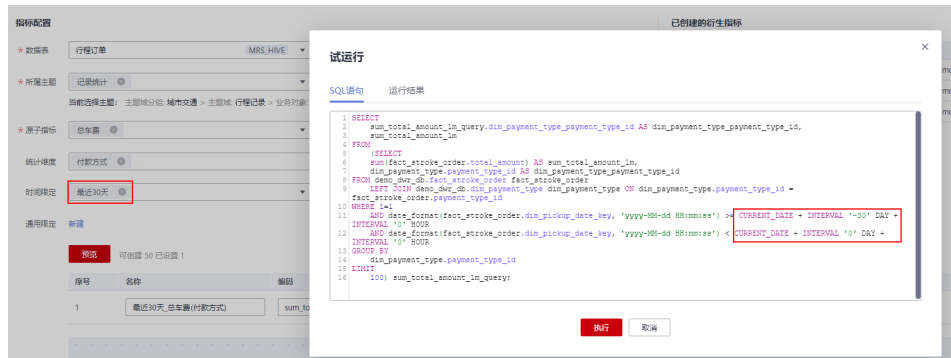 指标配置
已创建的衍生指标
* 数据表
行程订单
MRS_HIVE
* 所属主题
记录统计
当前选择主题： 主题域分组: 城市交通 > 主题域: 行程记录 > 业务对象:
* 原子指标
总车费
统计维度
付款方式
时间限定
最近30天
通用限定
新建
预览
可创建 50 已设置 1
序号
名称
编码
1
最近30天_总车费(付款方式)
sum_to
试运行
SQL语句
运行结果
1 SELECT
2 sum_total_amount_1m_query.dim_payment_type_payment_type_id AS dim_payment_type_payment_type_id,
3 sum_total_amount_1m
4 FROM
5 (SELECT
6 sum(fact_stroke_order.total_amount) AS sum_total_amount_1m,
7 dim_payment_type.payment_type_id AS dim_payment_type_payment_type_id
8 FROM demo_dwr_db.fact_stroke_order fact_stroke_order
9 LEFT JOIN demo_dwr_db.dim_payment_type dim_payment_type ON dim_payment_type.payment_type_id =
fact_stroke_order.payment_type_id
10 WHERE 1=1
11 AND date_format(fact_stroke_order.dim_pickup_date_key, 'yyyy-MM-dd HH:mm:ss') >= CURRENT_DATE + INTERVAL '-30' DAY +
INTERVAL '0' HOUR
12 AND date_format(fact_stroke_order.dim_pickup_date_key, 'yyyy-MM-dd HH:mm:ss') < CURRENT_DATE + INTERVAL '0' DAY +
INTERVAL '0' HOUR
13 GROUP BY
14 dim_payment_type.payment_type_id
15 LIMIT
16 100) sum_total_amount_1m_query;
执行
取消